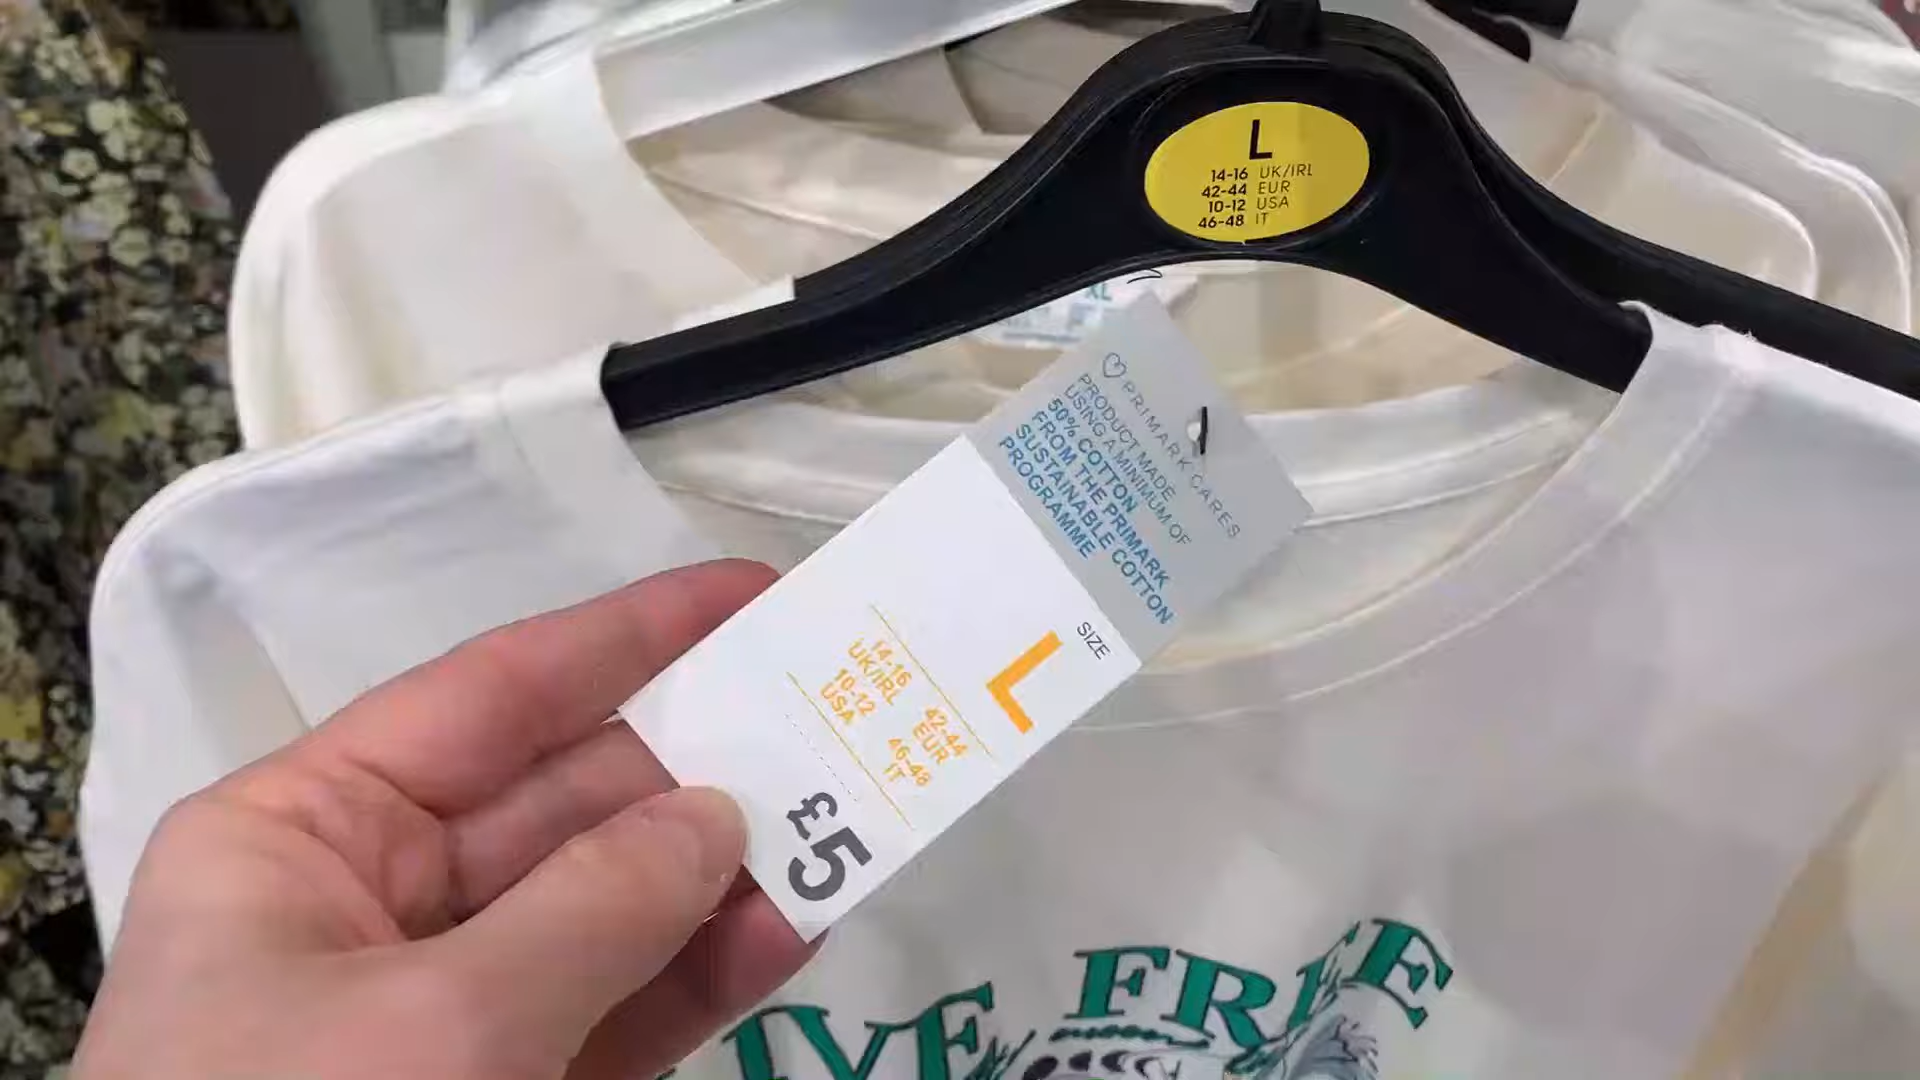 L
14-16 UK/IRL
42-44 EUR
10-12 USA
46-48 IT
XL
PRIMARK CARES
PRODUCT MADE
USING A MINIMUM OF
50% COTTON
FROM THE PRIMARK
SUSTAINABLE COTTON
PROGRAMME
SIZE
L
14-16 42-44
UK/IRL EUR
10-12 46-48
USA IT
£5
IVE FREE